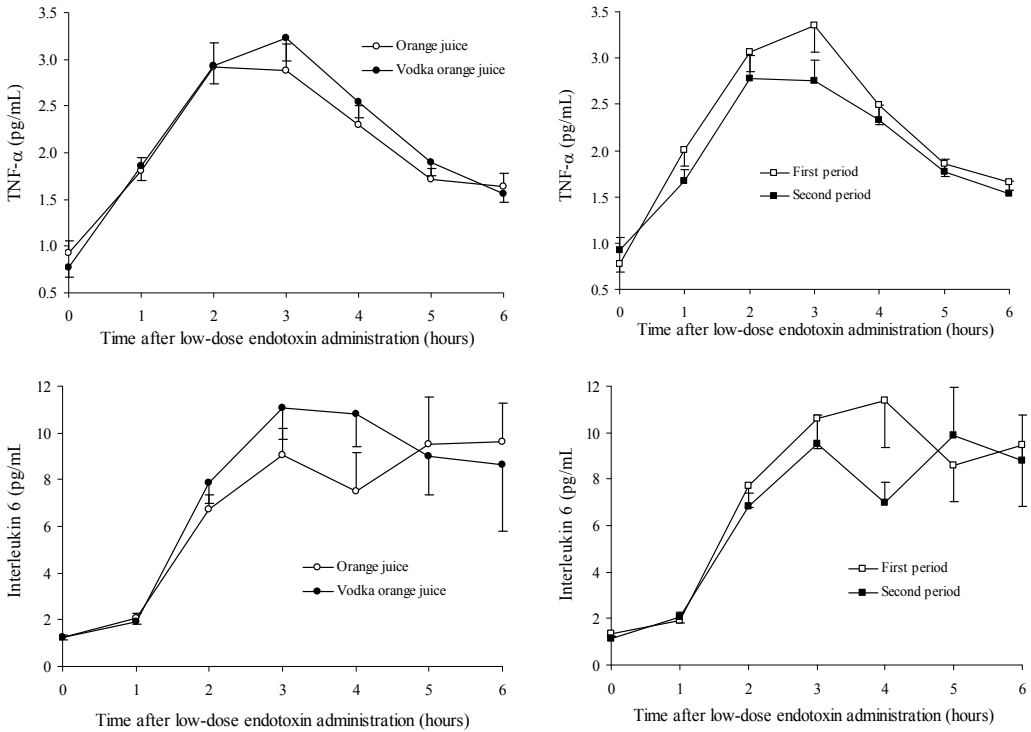 3.5
3.0
2.5
2.0
1.5
1.0
0.5
TNF-α (pg/mL)
Orange juice
Vodka orange juice
0 1 2 3 4 5 6
Time after low-dose endotoxin administration (hours)
3.5
3.0
2.5
2.0
1.5
1.0
0.5
TNF-α (pg/mL)
First period
Second period
0 1 2 3 4 5 6
Time after low-dose endotoxin administration (hours)
12
10
8
6
4
2
0
Interleukin 6 (pg/mL
Orange juice
Vodka orange juice
0 1 2 3 4 5 6
Time after low-dose endotoxin administration (hours)
12
10
8
6
4
2
0
Interleukin 6 (pg/mL
First period
Second period
0 1 2 3 4 5 6
Time after low-dose endotoxin administration (hours)